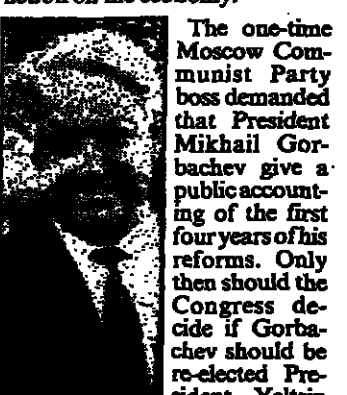 The one-time
Moscow Com-
munist Party
boss demanded
that President
Mikhail Gor-
bachev give a
public account-
ing of the first
four years of his
reforms. Only
then should the
Congress de-
cide if Gorba-
chev should be
re-elected Pre-
sident, Yeltsin